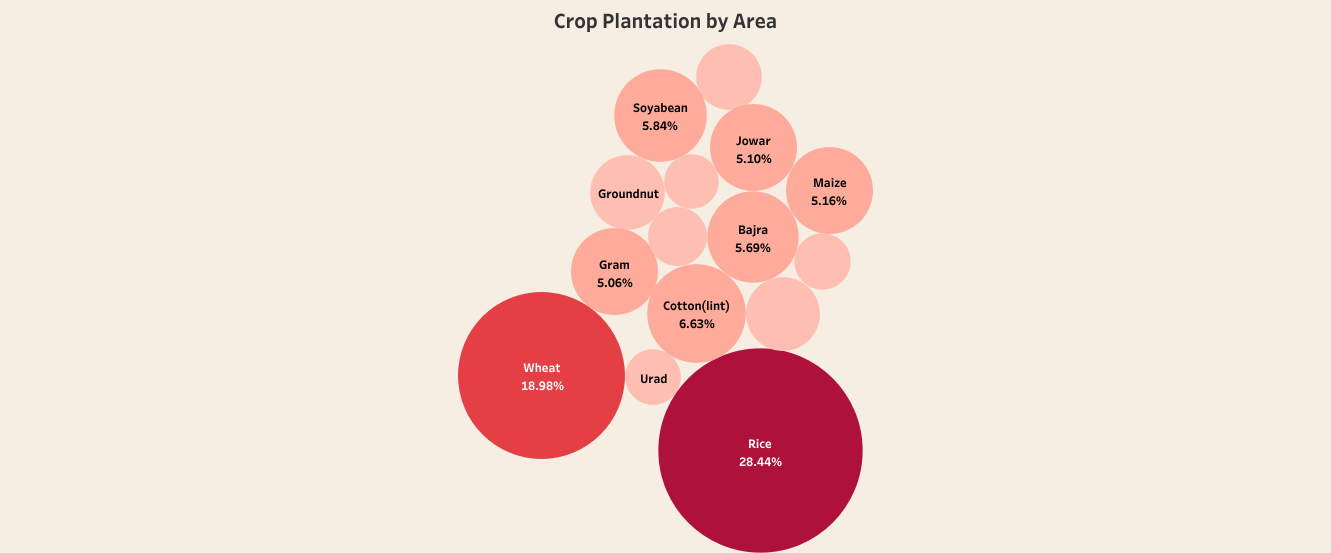 Crop Plantation by Area
Soyabean
5.84%
Jowar
5.10%
Maize
5.16%
Groundnut
Bajra
5.69%
Gram
5.06%
Cotton(lint)
6.63%
Wheat
18.98%
Urad
Rice
28.44%